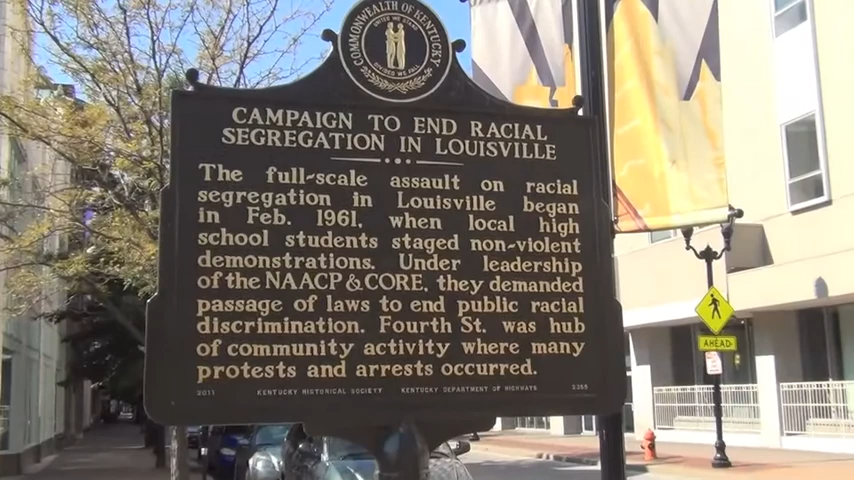 COMMONWEALTH OF KENTUCKY
UNITED WE STAND
DIVIDED WE FALL
CAMPAIGN TO END RACIAL
SEGREGATION IN LOUISVILLE
The full-scale assault on racial
segregation in Louisville began
in Feb. 1961, when local high
school students staged non-violent
demonstrations. Under leadership
of the NAACP & CORE, they demanded
passage of laws to end public racial
discrimination. Fourth St. was hub
of community activity where many
protests and arrests occurred.
2011 KENTUCKY HISTORICAL SOCIETY KENTUCKY DEPARTMENT OF HIGHWAYS 2355
AHEAD